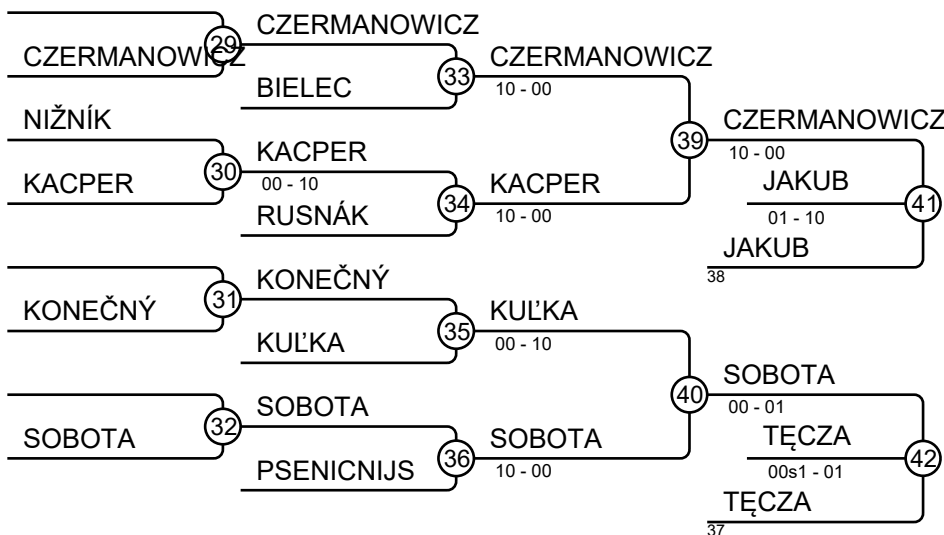 CZERMANOWICZ
29
CZERMANOWICZ
CZERMANOWICZ
BIELEC
33
10 - 00
NIŽNÍK
39
CZERMANOWICZ
KACPER
10 - 00
KACPER
30
00 - 10
KACPER
JAKUB
RUSNÁK
34
10 - 00
01 - 10
41
JAKUB
38
KONEČNÝ
KONEČNÝ
31
KUĽKA
KUĽKA
35
00 - 10
SOBOTA
40
00 - 01
SOBOTA
SOBOTA
32
SOBOTA
TĘCZA
PSENICNIJS
36
10 - 00
00s1 - 01
42
TĘCZA
37